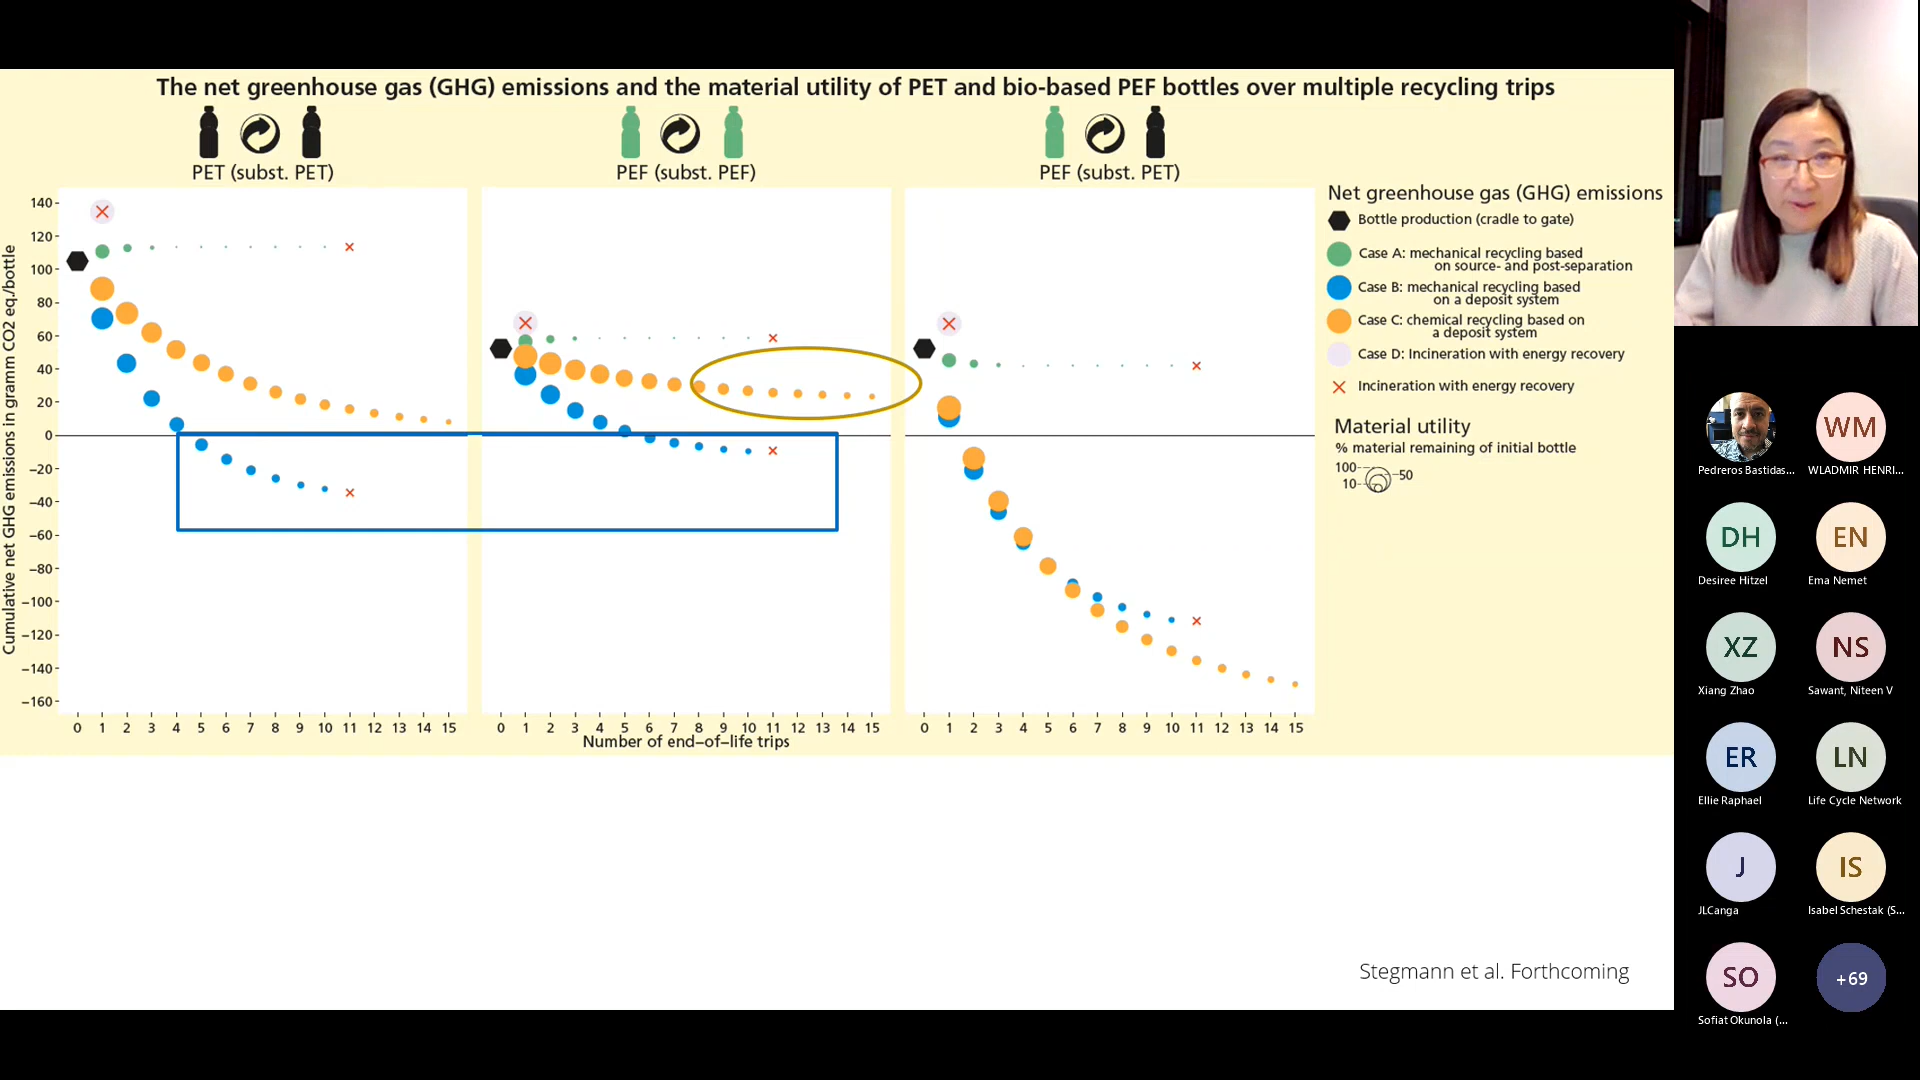 The net greenhouse gas (GHG) emissions and the material utility of PET and bio-based PEF bottles over multiple recycling trips
PET (subst. PET)
PEF (subst. PEF)
PEF (subst. PET)
Cumulative net GHG emissions in gramm CO2 eq./bottle
140
120
100
80
60
40
20
0
−20
−40
−60
−80
−100
−120
−140
−160
0 1 2 3 4 5 6 7 8 9 10 11 12 13 14 15
0 1 2 3 4 5 6 7 8 9 10 11 12 13 14 15
0 1 2 3 4 5 6 7 8 9 10 11 12 13 14 15
Number of end−of−life trips
Net greenhouse gas (GHG) emissions
Bottle production (cradle to gate)
Case A: mechanical recycling based
on source- and post-separation
Case B: mechanical recycling based
on a deposit system
Case C: chemical recycling based on
a deposit system
Case D: Incineration with energy recovery
Incineration with energy recovery
Material utility
% material remaining of initial bottle
100
50
10
Stegmann et al. Forthcoming
Pedreros Bastidas...
WM
WLADMIR HENRI...
DH
Desiree Hitzel
EN
Ema Nemet
XZ
Xiang Zhao
NS
Sawant, Niteen V
ER
Ellie Raphael
LN
Life Cycle Network
J
JLCanga
IS
Isabel Schestak (S...
SO
Sofiat Okunola (...
+69